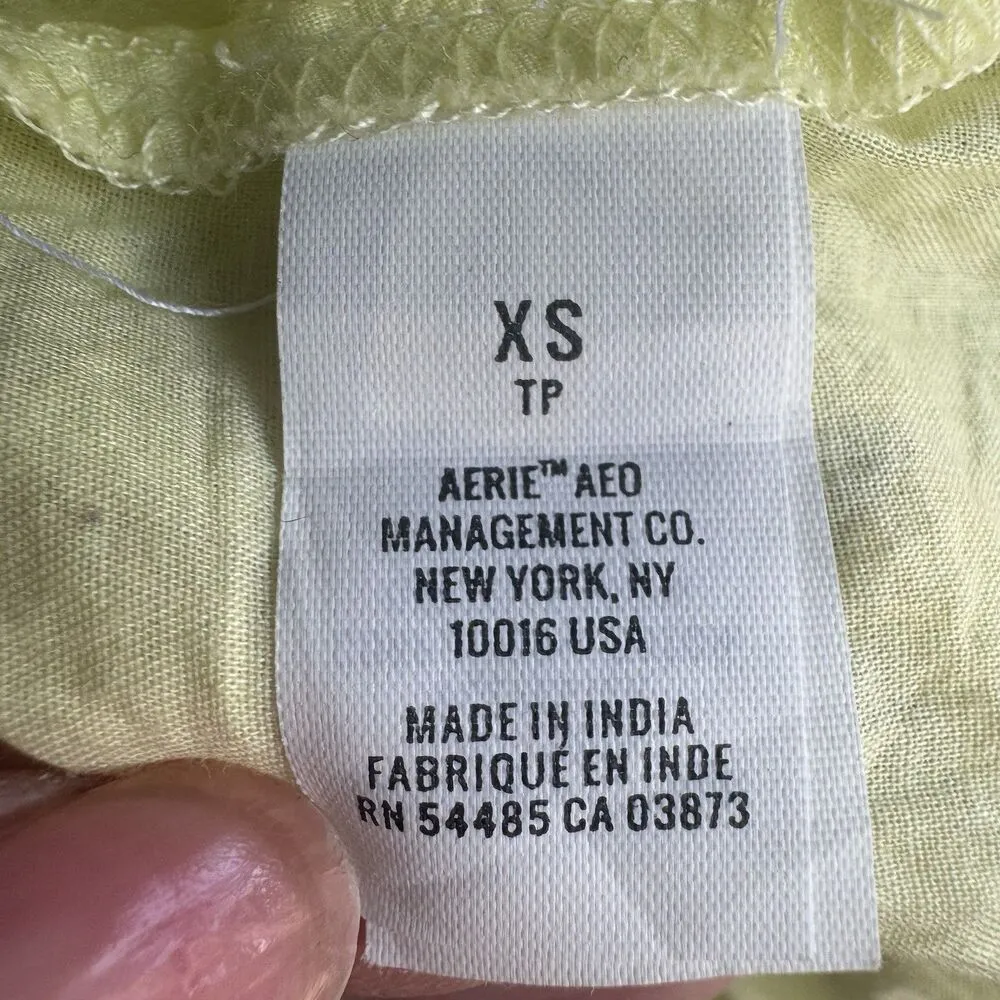 XS
TP
AERIE™ AEO
MANAGEMENT CO.
NEW YORK, NY
10016 USA
MADE IN INDIA
FABRIQUÉ EN INDE
RN 54485 CA 03873